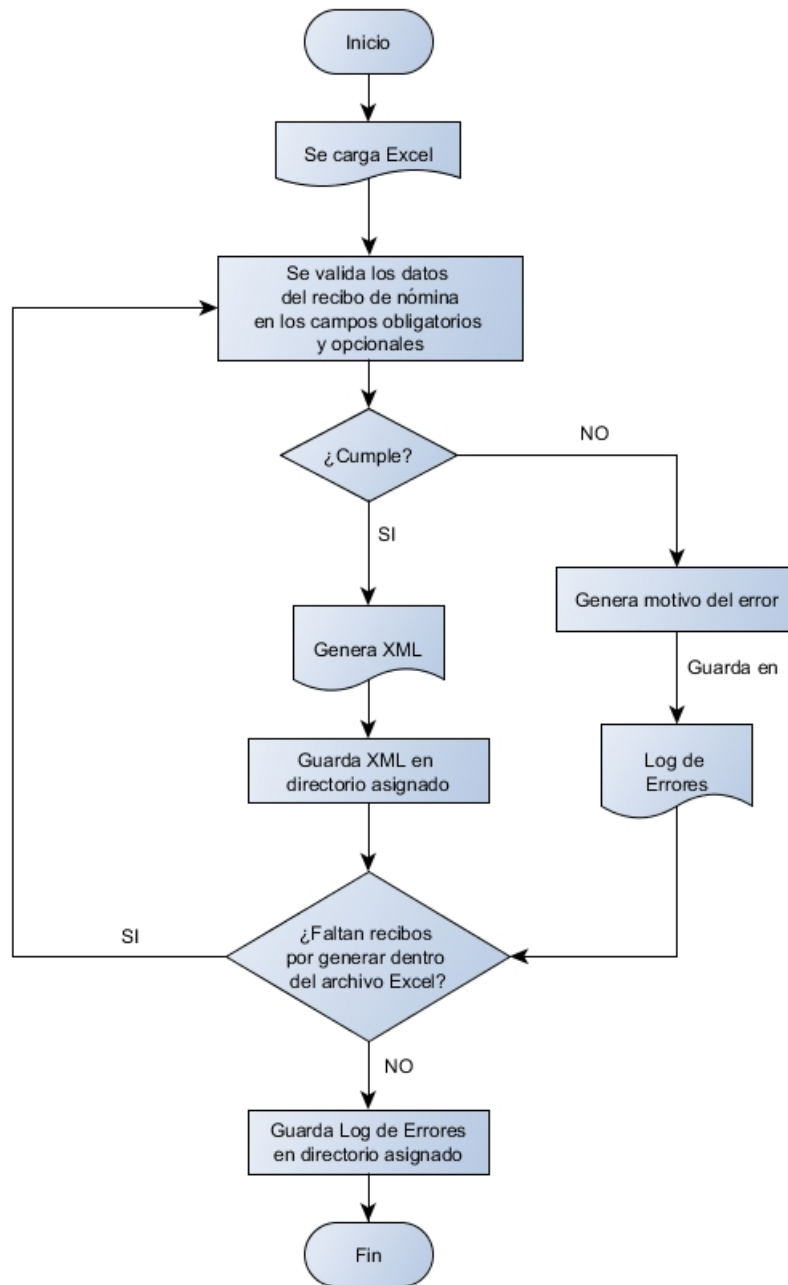 Inicio
Se carga Excel
Se valida los datos
del recibo de nómina
en los campos obligatorios
y opcionales
¿Cumple?
NO
SI
Genera motivo del error
Genera XML
Guarda en
Guarda XML en
directorio asignado
Log de
Errores
¿Faltan recibos
por generar dentro
del archivo Excel?
SI
NO
Guarda Log de Errores
en directorio asignado
Fin